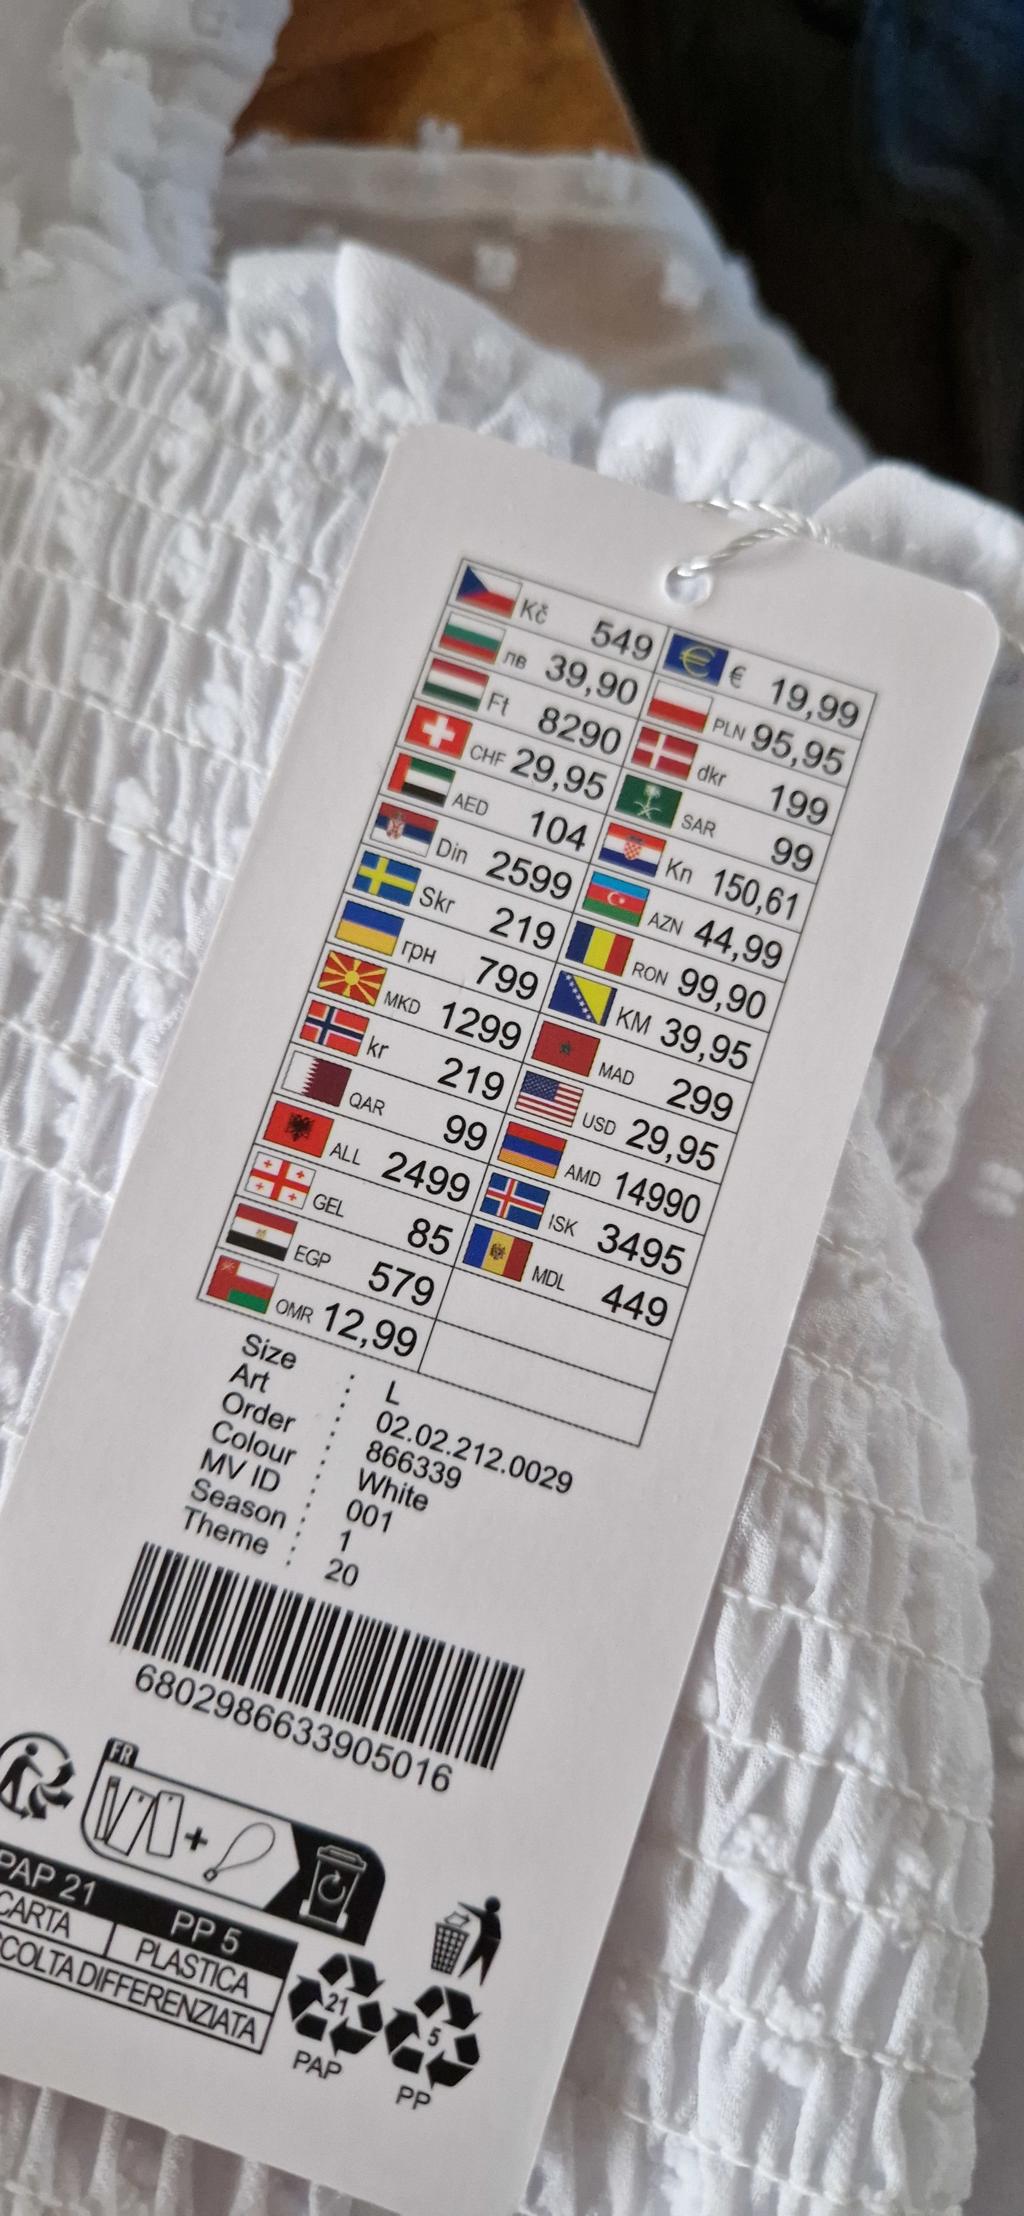 Kč 549 € 19,99
лв 39,90 PLN 95,95
Ft 8290 dkr 199
CHF 29,95 SAR 99
AED 104 Kn 150,61
Din 2599 AZN 44,99
Skr 219 RON 99,90
грн 799 KM 39,95
MKD 1299 MAD 299
kr 219 USD 29,95
QAR 99 AMD 14990
ALL 2499 ISK 3495
GEL 85 MDL 449
EGP 579
OMR 12,99
Size : L
Art : 02.02.212.0029
Order : 866339
Colour : White
MV ID : 001
Season : 1
Theme : 20
6802986633905016
FR
+
PAP 21 PP 5
CARTA PLASTICA
CCOLTA DIFFERENZIATA
21 5
PAP PP